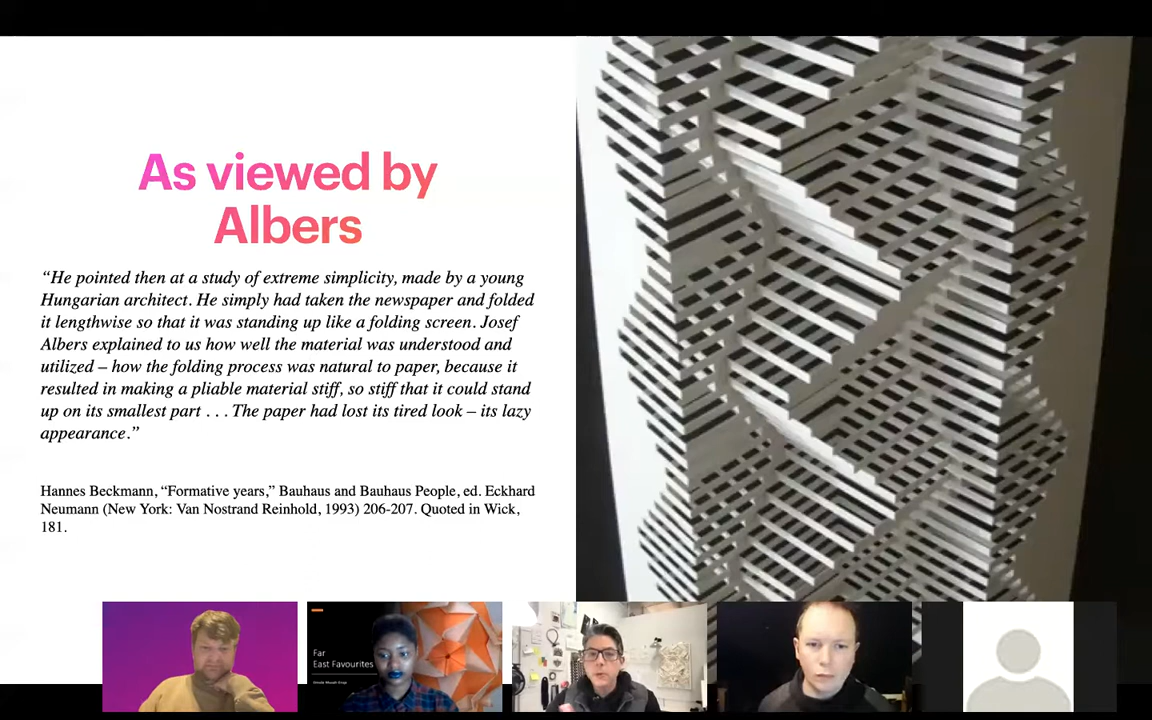 As viewed by
Albers
“He pointed then at a study of extreme simplicity, made by a young
Hungarian architect. He simply had taken the newspaper and folded
it lengthwise so that it was standing up like a folding screen. Josef
Albers explained to us how well the material was understood and
utilized – how the folding process was natural to paper, because it
resulted in making a pliable material stiff, so stiff that it could stand
up on its smallest part . . . The paper had lost its tired look – its lazy
appearance.”
Hannes Beckmann, “Formative years,” Bauhaus and Bauhaus People, ed. Eckhard
Neumann (New York: Van Nostrand Reinhold, 1993) 206-207. Quoted in Wick,
181.
Far
East Favourites